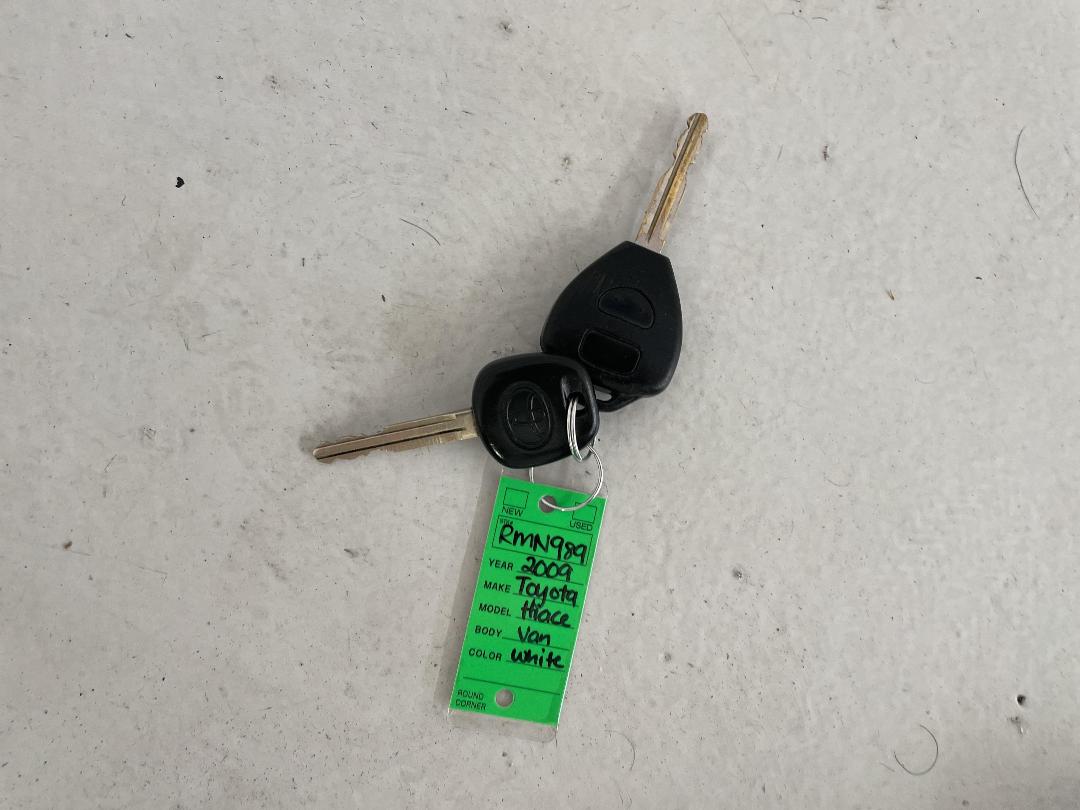 NEW USED
RMN989
YEAR 2009
MAKE Toyota
MODEL Hiace
BODY Van
COLOR White
ROUND
CORNER